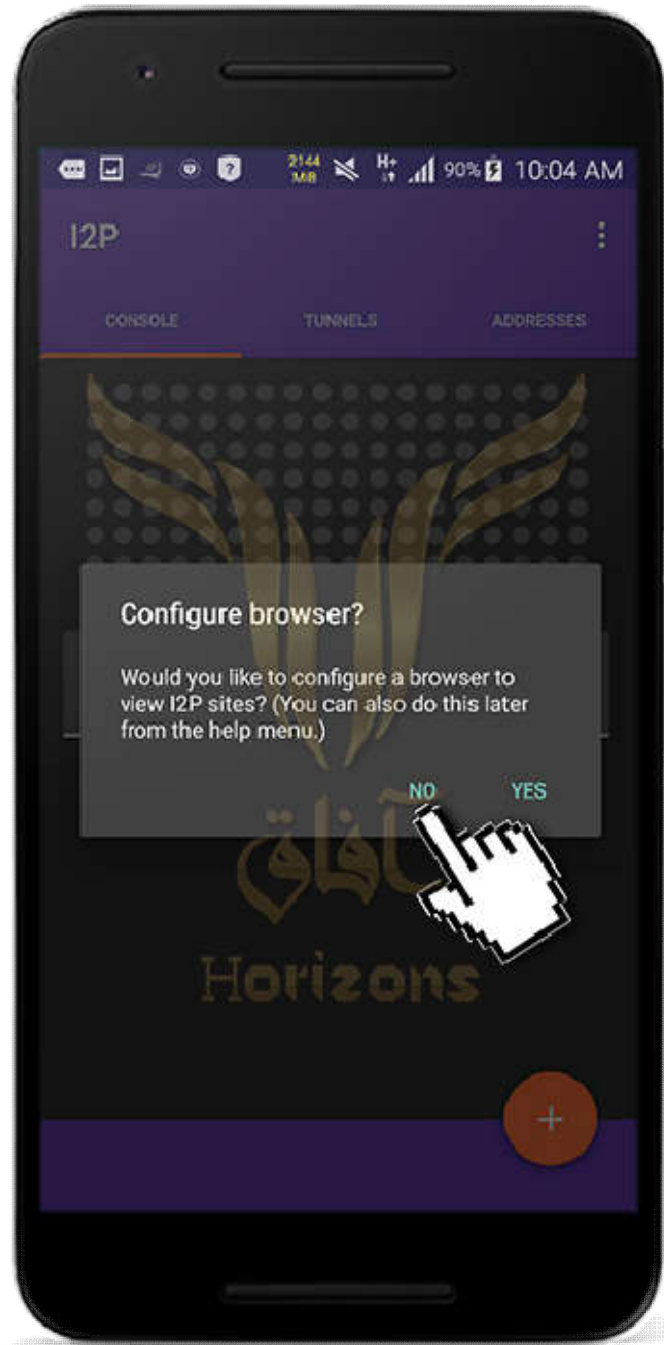 2144
MB
H+
90%
10:04 AM
I2P
CONSOLE
TUNNELS
ADDRESSES
Configure browser?
Would you like to configure a browser to
view I2P sites? (You can also do this later
from the help menu.)
NO
YES
آفاق
Horizons